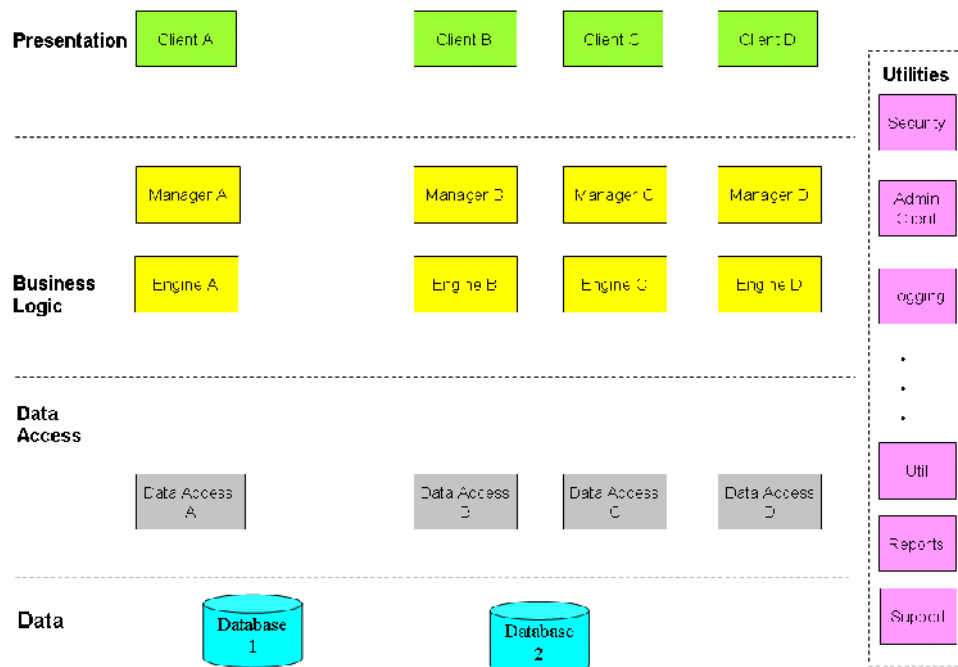 Presentation
Client A
Client B
Client C
Client D
Utilities
Security
Manager A
Manager B
Manager C
Manager D
Admin
Client
Business
Logic
Engine A
Engine B
Engine C
Engine D
Logging
Data
Access
Data Access
A
Data Access
B
Data Access
C
Data Access
D
Util
Reports
Data
Database
1
Database
2
Support